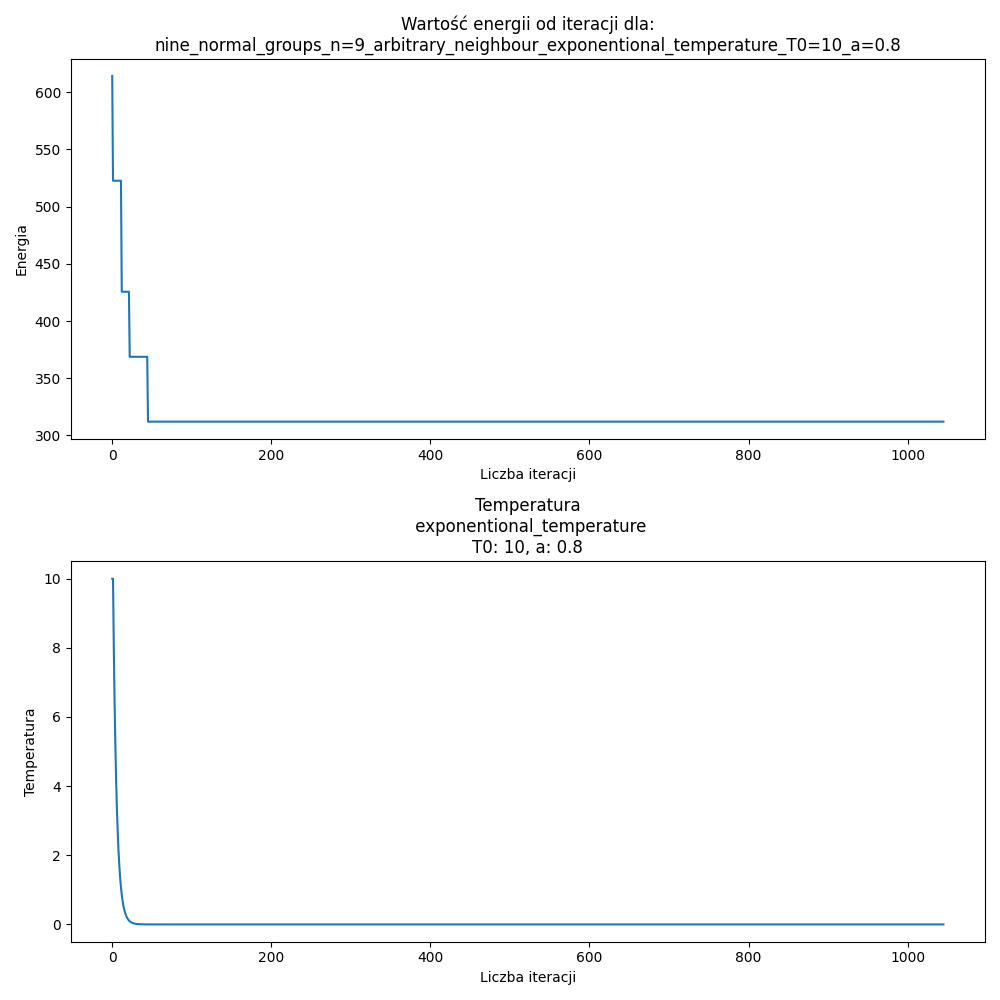 Wartość energii od iteracji dla:
nine_normal_groups_n=9_arbitrary_neighbour_exponentional_temperature_T0=10_a=0.8
600
550
500
450
400
350
300
Energia
0 200 400 600 800 1000
Liczba iteracji
Temperatura
exponentional_temperature
T0: 10, a: 0.8
10
8
6
4
2
0
Temperatura
0 200 400 600 800 1000
Liczba iteracji